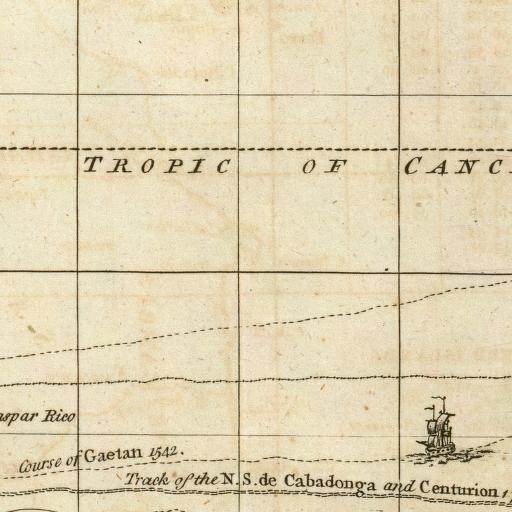 TROPIC OF CANC
aspar Rico
Course of Gaetan 1542.
Track of the N.S. de Cabadonga and Centurion,